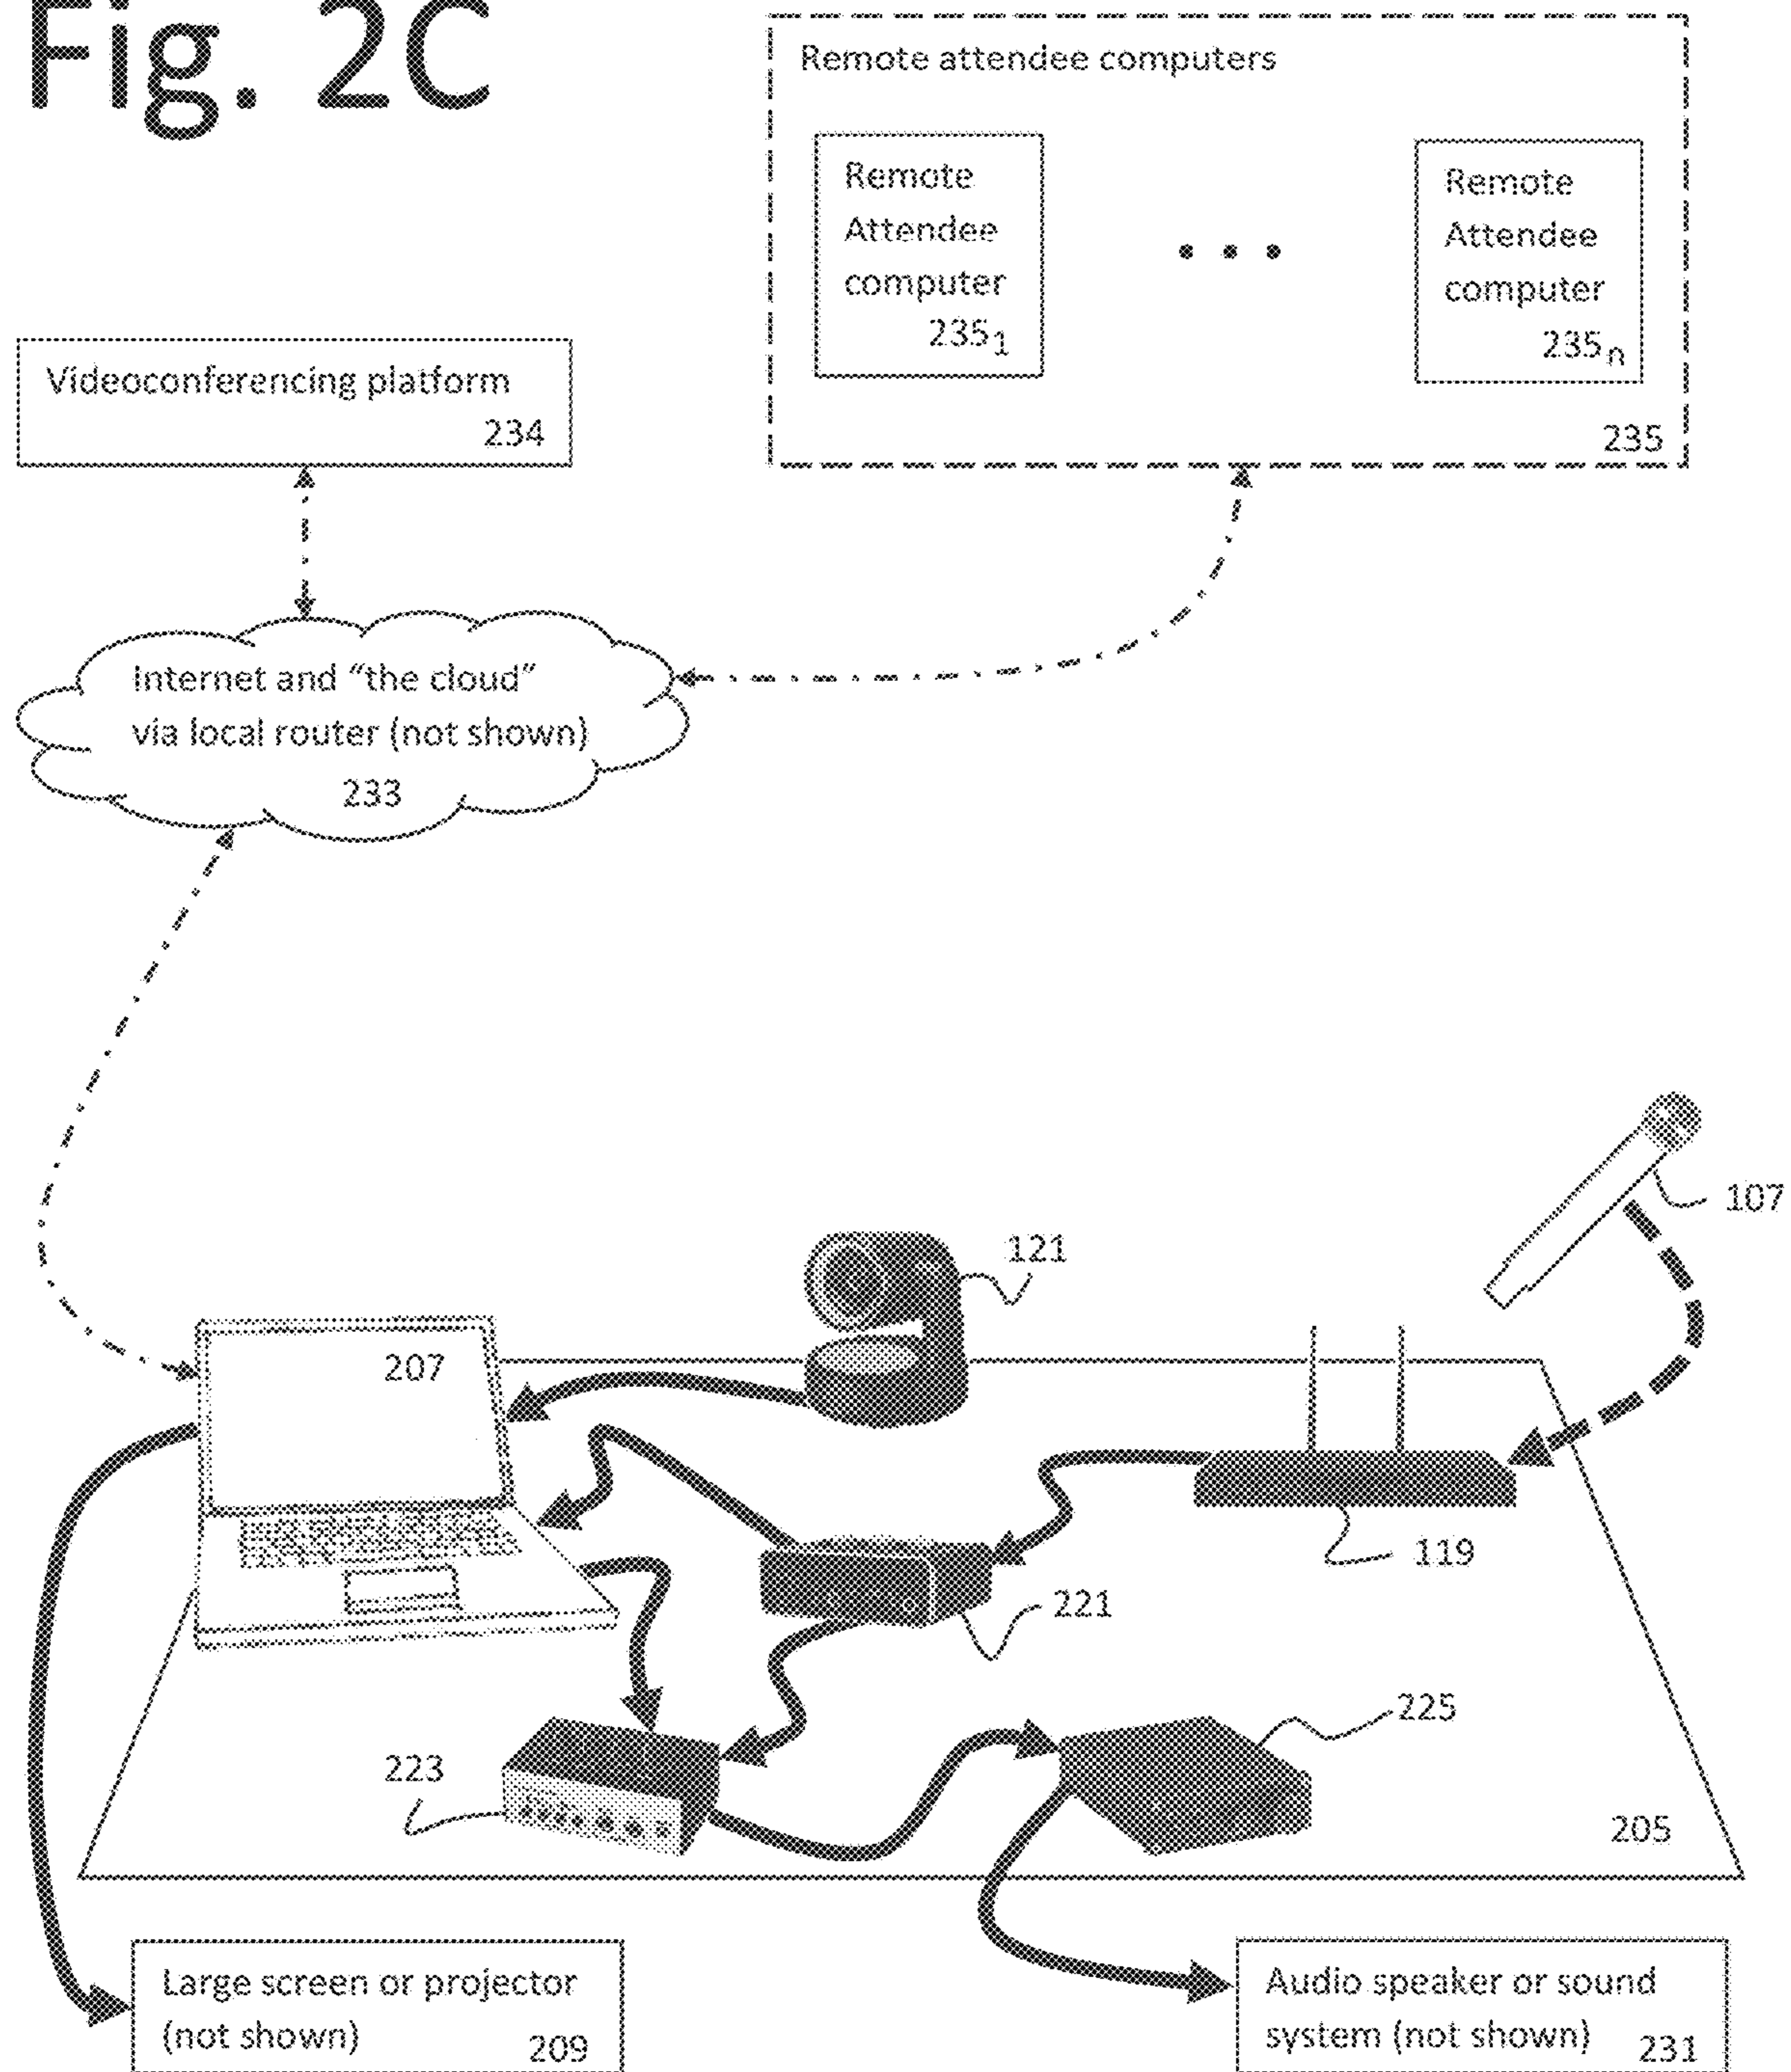 Fig. 2C
Remote attendee computers
Remote
Attendee
computer
235₁
• • •
Remote
Attendee
computer
235ₙ
235
Videoconferencing platform
234
Internet and “the cloud”
via local router (not shown)
233
107
121
207
119
221
225
223
205
Large screen or projector
(not shown) 209
Audio speaker or sound
system (not shown) 231